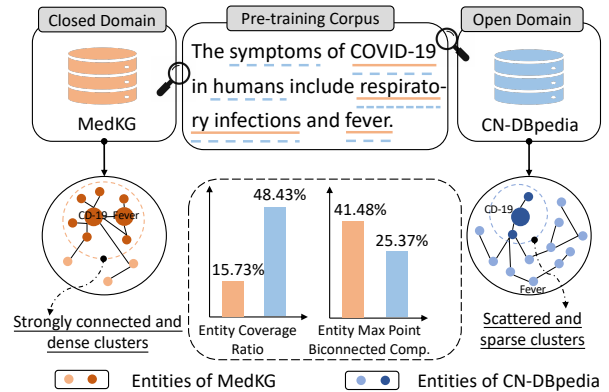 Closed Domain
Pre-training Corpus
Open Domain
The symptoms of COVID-19
in humans include respirato-
ry infections and fever.
MedKG
CN-DBpedia
CD-19
Fever
48.43%
15.73%
Entity Coverage
Ratio
41.48%
25.37%
Entity Max Point
Biconnected Comp.
CD-19
Fever
Strongly connected and
dense clusters
Scattered and
sparse clusters
Entities of MedKG
Entities of CN-DBpedia